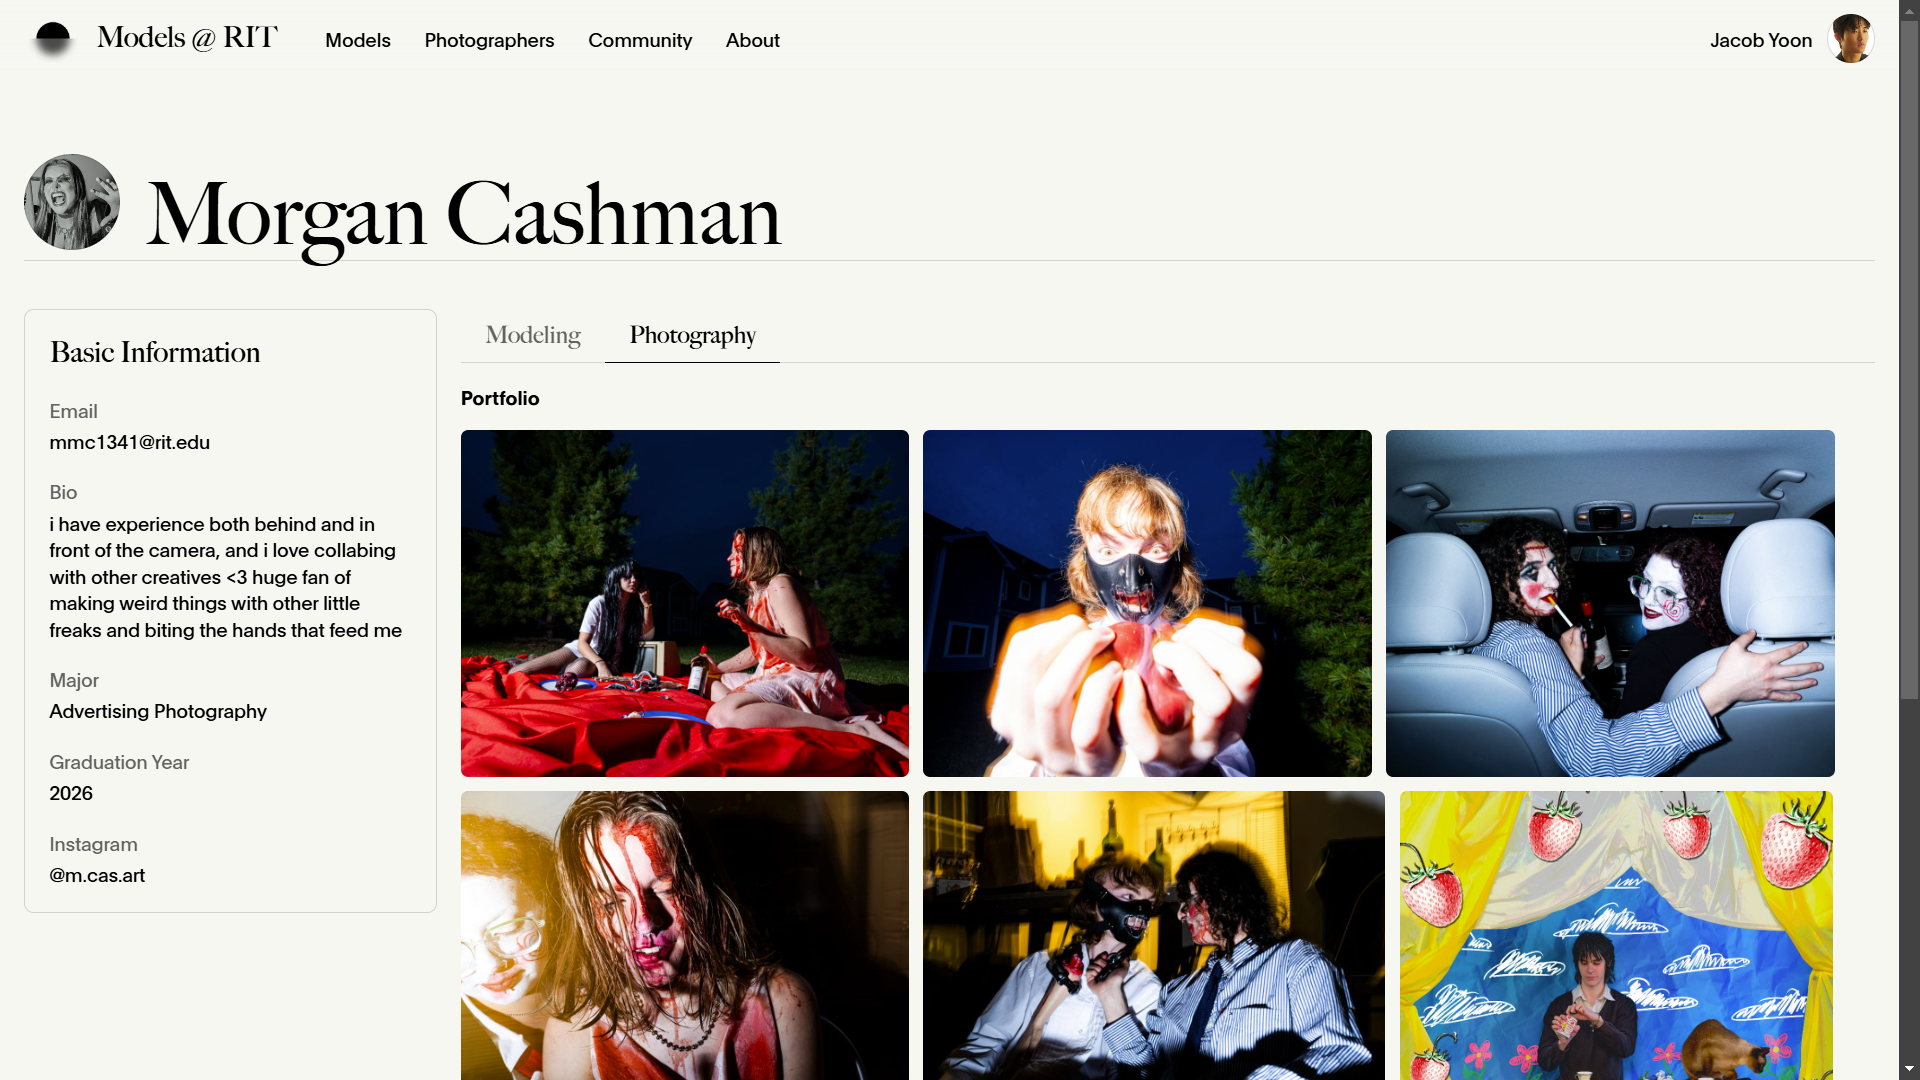 Models @ RIT
Models
Photographers
Community
About
Jacob Yoon
Morgan Cashman
Basic Information
Email
mmc1341@rit.edu
Bio
i have experience both behind and in
front of the camera, and i love collabing
with other creatives <3 huge fan of
making weird things with other little
freaks and biting the hands that feed me
Major
Advertising Photography
Graduation Year
2026
Instagram
@m.cas.art
Modeling
Photography
Portfolio